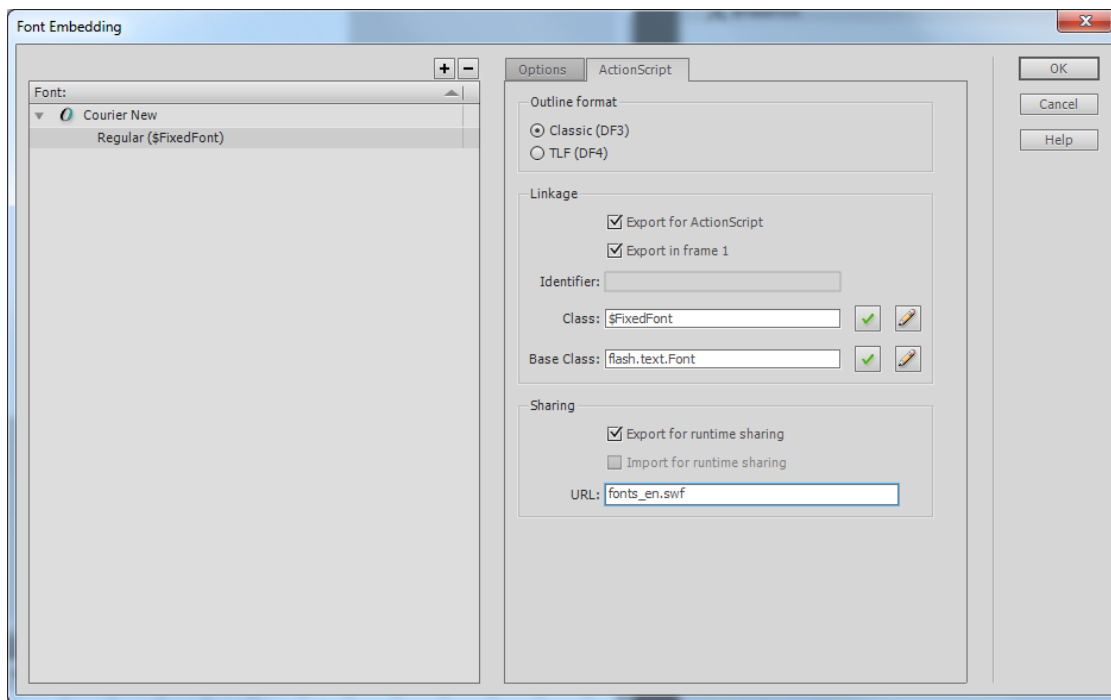 Font Embedding
Font:
Courier New
Regular ($FixedFont)
Options
ActionScript
Outline format
Classic (DF3)
TLF (DF4)
Linkage
Export for ActionScript
Export in frame 1
Identifier:
Class: $FixedFont
Base Class: flash.text.Font
Sharing
Export for runtime sharing
Import for runtime sharing
URL: fonts_en.swf
OK
Cancel
Help